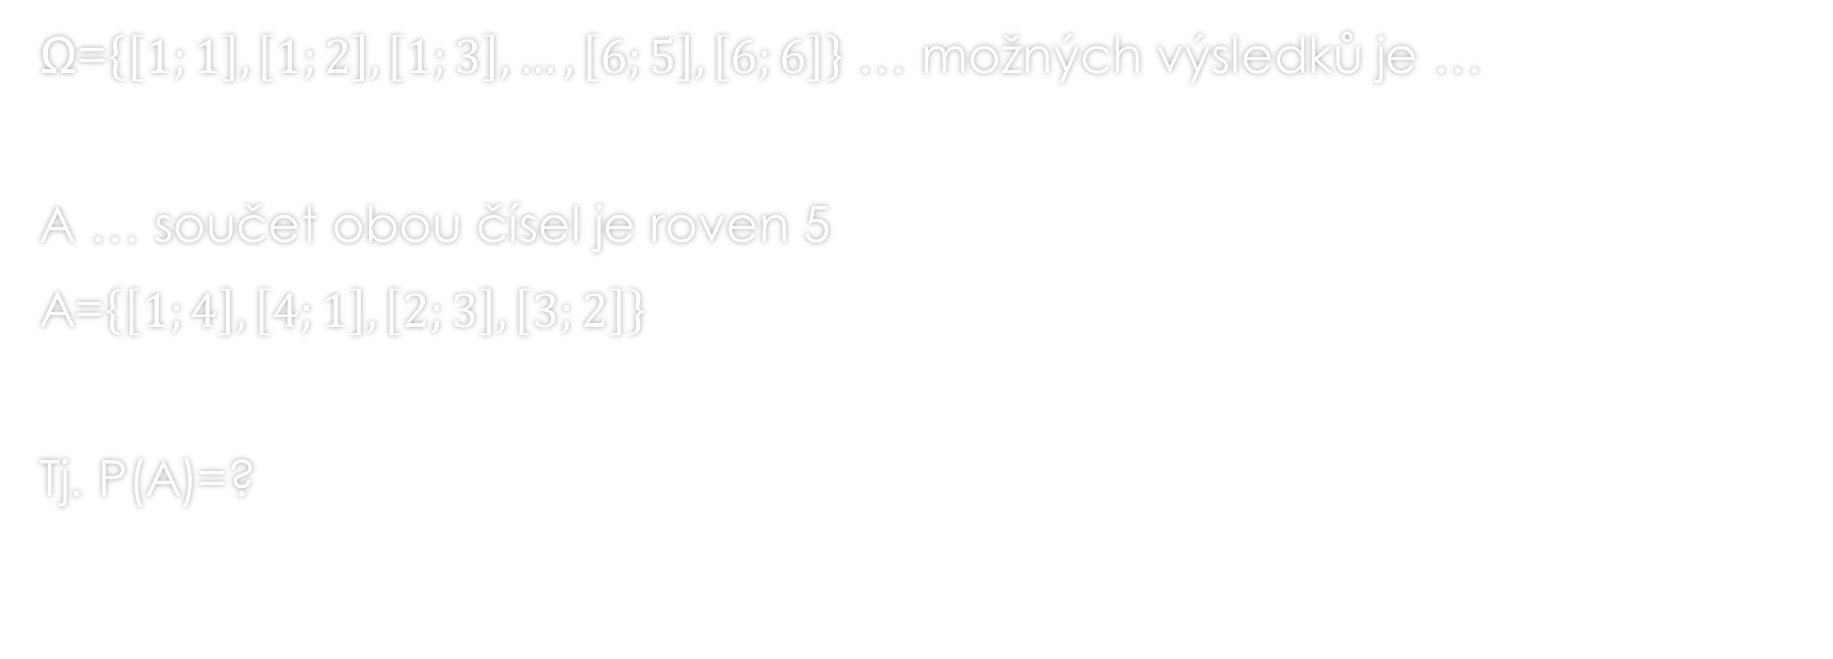 Ω={[1; 1], [1; 2], [1; 3], … , [6; 5], [6; 6]} … možných výsledků je …
A … součet obou čísel je roven 5
A={[1; 4], [4; 1], [2; 3], [3; 2]}
Tj. P(A)=?